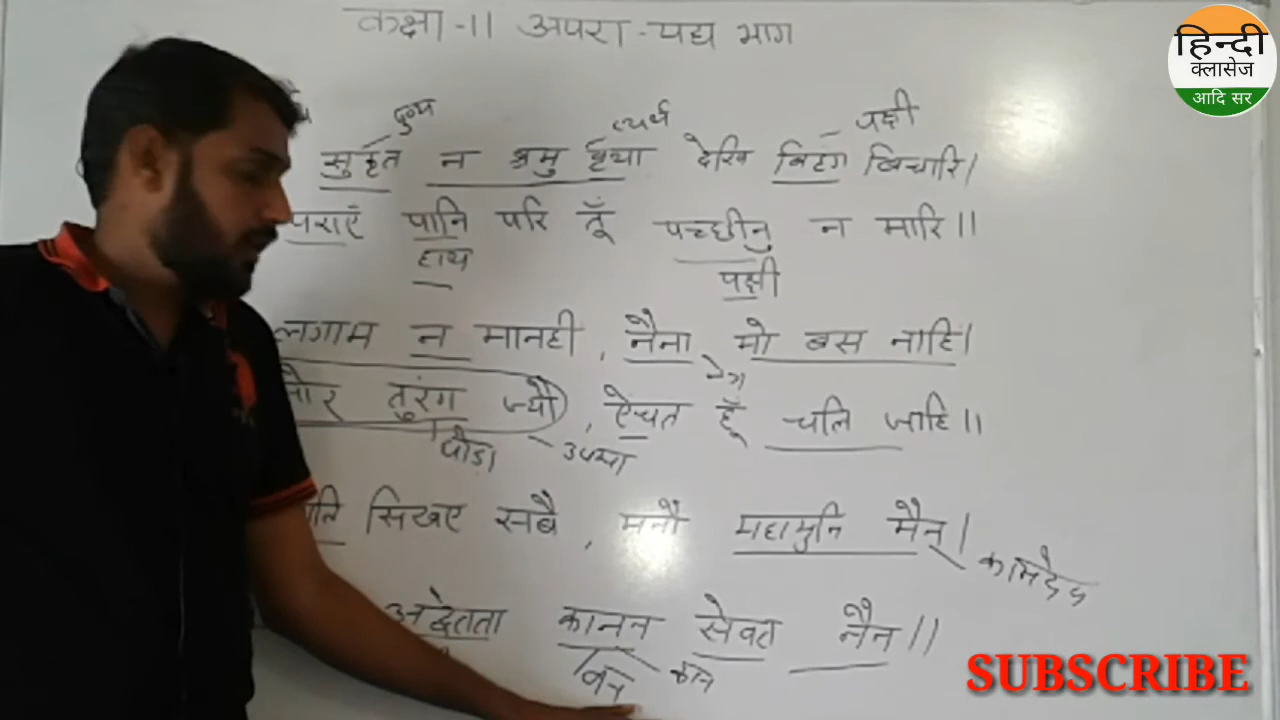 कक्षा-11 अपरा-पद्य भाग
हिन्दी
क्लासेज
आदि सर
पुण्य व्यर्थ पक्षी
सुकृत न श्रमु वृथा देखि बिहग बिचारि।
पराएँ पानि परि तूँ पच्छीनु न मारि।।
हाथ
पक्षी
लगाम न मानही, नैना मो बस नाहि।
तुरंग ज्यौं, ऐंचत हूँ चलि जाहि।।
घोड़ा उपमा
सिखए सबै, मनौ महामुनि मैन।
कामदेव
अद्वैतता कानन सेवत नैन।।
वन कान
SUBSCRIBE